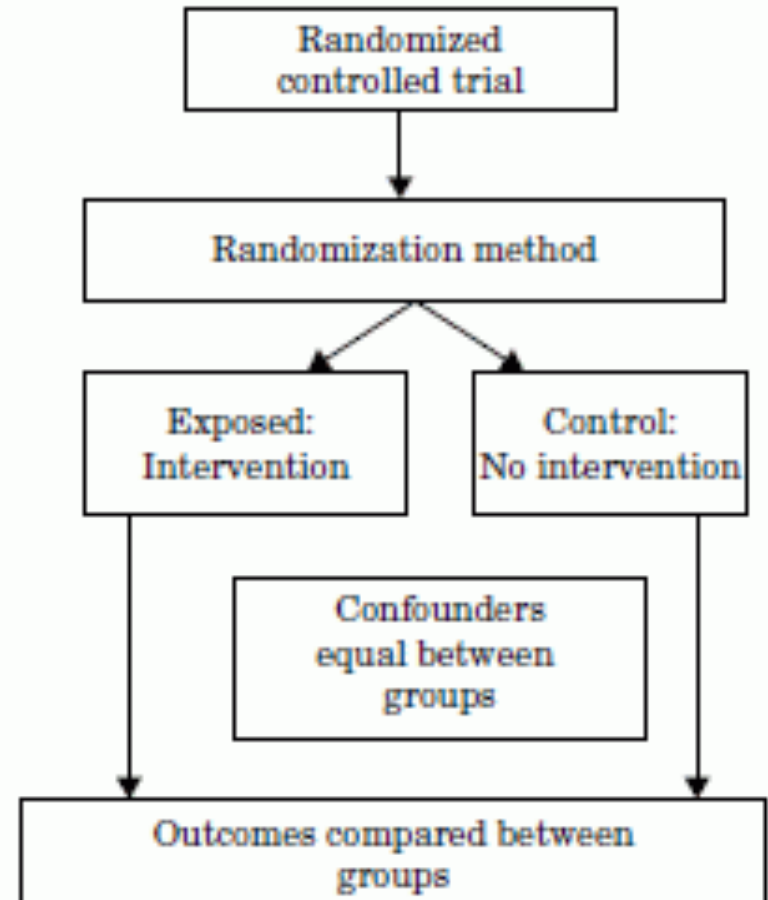 Randomized
controlled trial
Randomization method
Exposed:
Intervention
Control:
No intervention
Confounders
equal between
groups
Outcomes compared between
groups